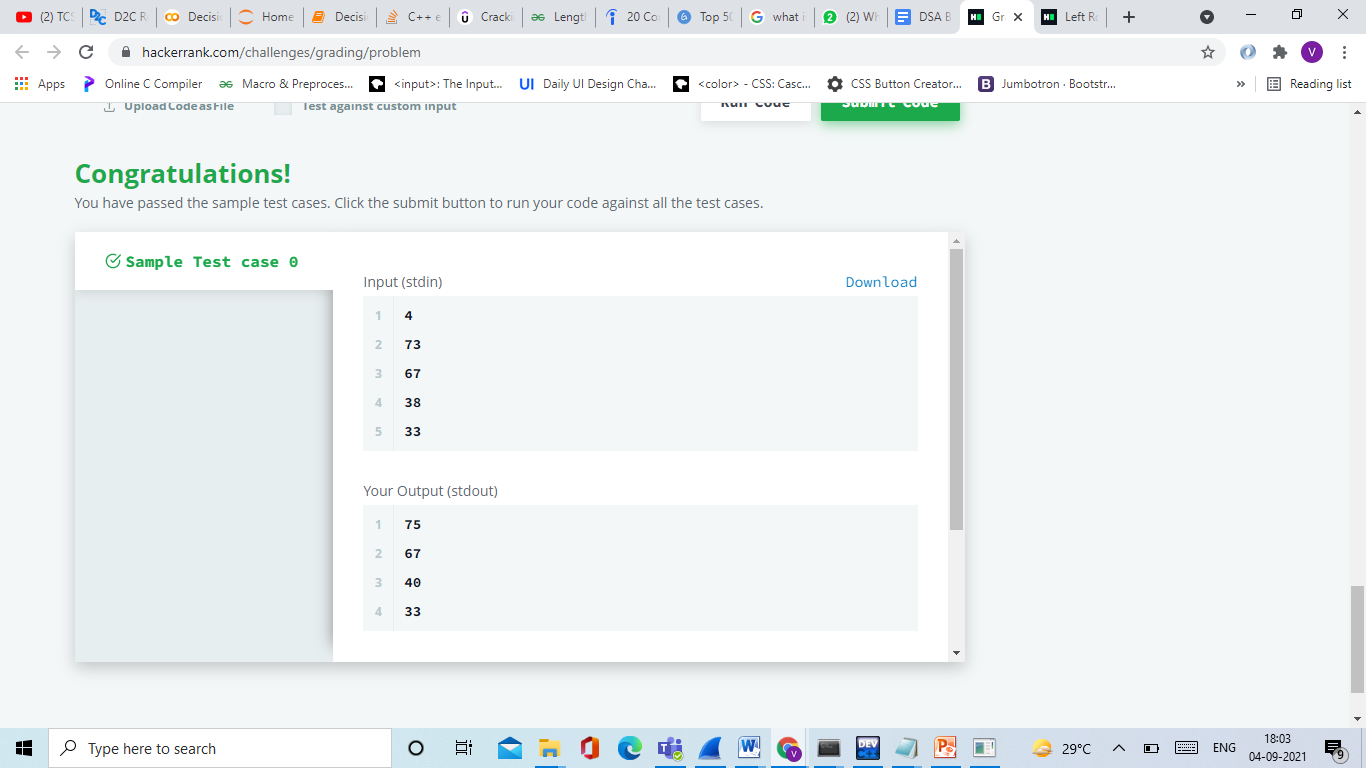 (2) TCS
D2C R
Decisio
Home
Decisi
C++ e
Cracki
Length
20 Co
Top 50
what i
(2) Wh
DSA B
Gr
Left Ro
hackerrank.com/challenges/grading/problem
V
Apps
Online C Compiler
Macro & Preproces...
<input>: The Input...
UI Daily UI Design Cha...
<color> - CSS: Casc...
CSS Button Creator...
B Jumbotron · Bootstr...
»
Reading list
Upload Code as File
Test against custom input
Run Code
Submit Code
Congratulations!
You have passed the sample test cases. Click the submit button to run your code against all the test cases.
Sample Test case 0
Input (stdin)
Download
1 4
2 73
3 67
4 38
5 33
Your Output (stdout)
1 75
2 67
3 40
4 33
Type here to search
DEV
29°C
ENG
18:03
04-09-2021
9